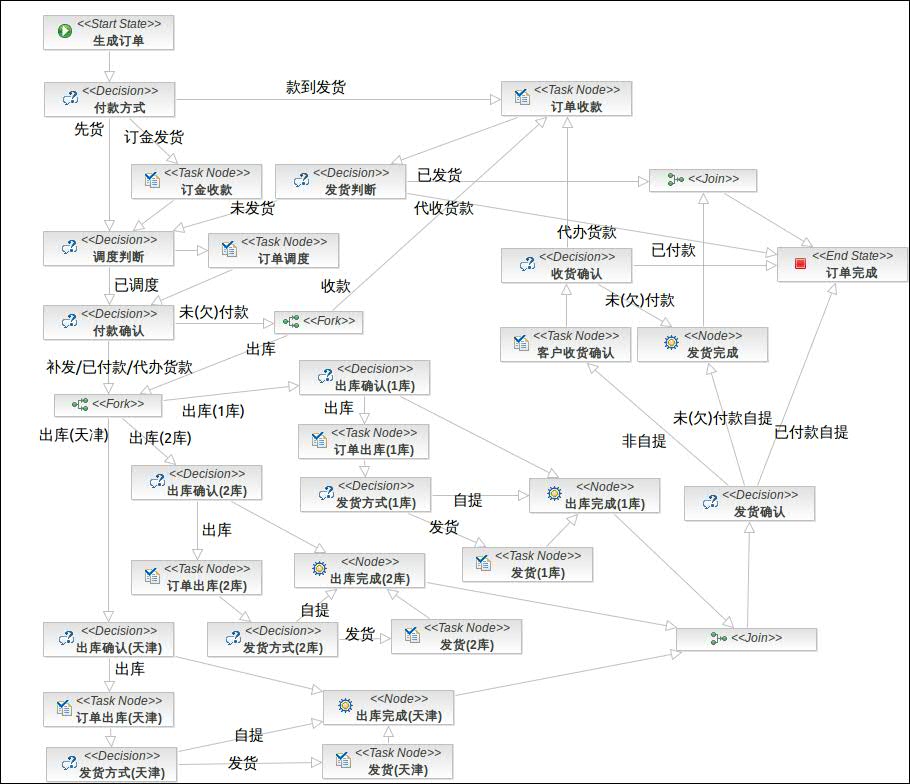 <<Start State>>
生成订单
<<Decision>>
付款方式
款到发货
<<Task Node>>
订单收款
先货
订金发货
<<Task Node>>
订金收款
<<Decision>>
发货判断
已发货
<<Join>>
未发货
代收货款
<<Decision>>
调度判断
<<Task Node>>
订单调度
代办货款
已付款
<<Decision>>
收货确认
<<End State>>
订单完成
已调度
收款
未(欠)付款
<<Decision>>
付款确认
未(欠)付款
<<Fork>>
<<Task Node>>
客户收货确认
<<Node>>
发货完成
出库
补发/已付款/代办货款
<<Fork>>
<<Decision>>
出库确认(1库)
出库(1库)
出库
未(欠)付款自提
已付款自提
非自提
出库(天津)
出库(2库)
<<Task Node>>
订单出库(1库)
<<Decision>>
出库确认(2库)
<<Decision>>
发货方式(1库)
自提
<<Node>>
出库完成(1库)
<<Decision>>
发货确认
发货
出库
<<Task Node>>
发货(1库)
<<Task Node>>
订单出库(2库)
<<Node>>
出库完成(2库)
自提
<<Decision>>
出库确认(天津)
<<Decision>>
发货方式(2库)
发货
<<Task Node>>
发货(2库)
<<Join>>
出库
<<Task Node>>
订单出库(天津)
<<Node>>
出库完成(天津)
自提
<<Decision>>
发货方式(天津)
发货
<<Task Node>>
发货(天津)